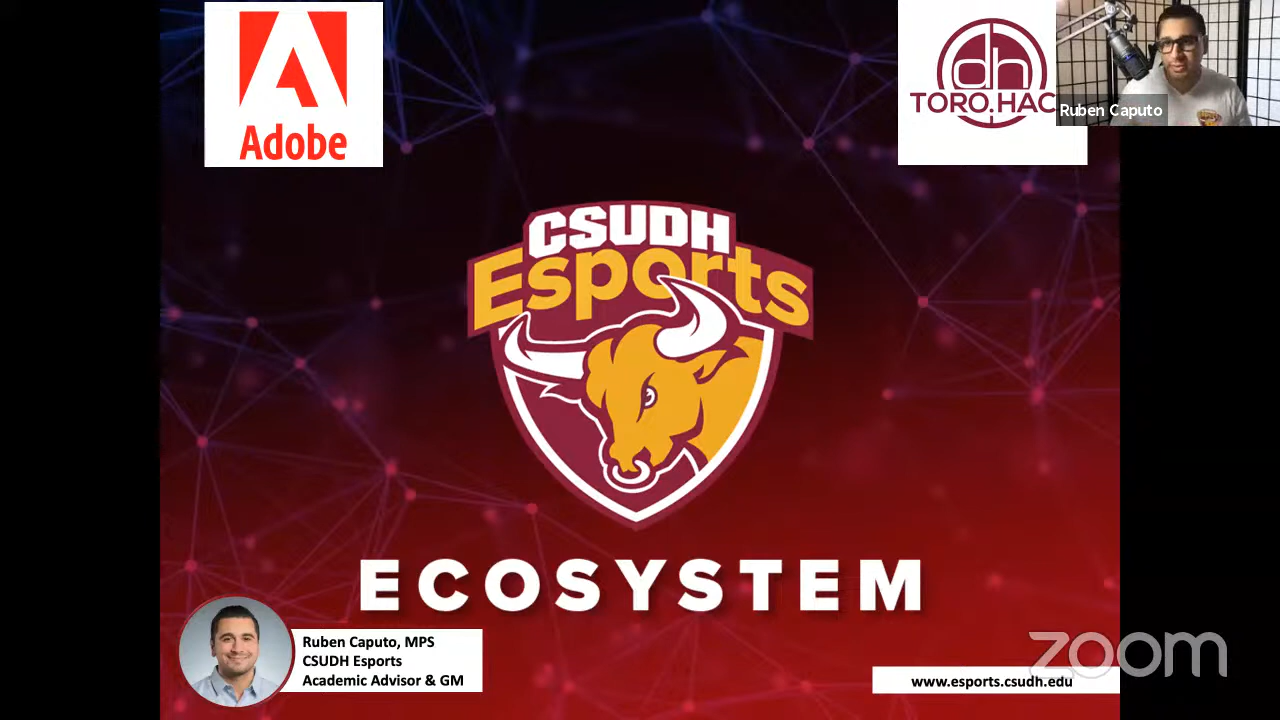 Adobe
dh
TORO.HAC
Ruben Caputo
CSUDH
Esports
ECOSYSTEM
Ruben Caputo, MPS
CSUDH Esports
Academic Advisor & GM
zoom
www.esports.csudh.edu